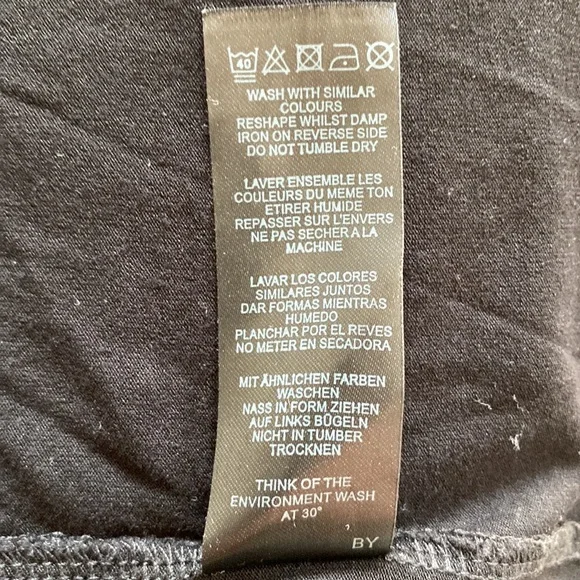 40
WASH WITH SIMILAR
COLOURS
RESHAPE WHILST DAMP
IRON ON REVERSE SIDE
DO NOT TUMBLE DRY
LAVER ENSEMBLE LES
COULEURS DU MEME TON
ETIRER HUMIDE
REPASSER SUR L'ENVERS
NE PAS SECHER A LA
MACHINE
LAVAR LOS COLORES
SIMILARES JUNTOS
DAR FORMAS MIENTRAS
HUMEDO
PLANCHAR POR EL REVES
NO METER EN SECADORA
MIT ÄHNLICHEN FARBEN
WASCHEN
NASS IN FORM ZIEHEN
AUF LINKS BÜGELN
NICHT IN TUMBER
TROCKNEN
THINK OF THE
ENVIRONMENT WASH
AT 30°
BY